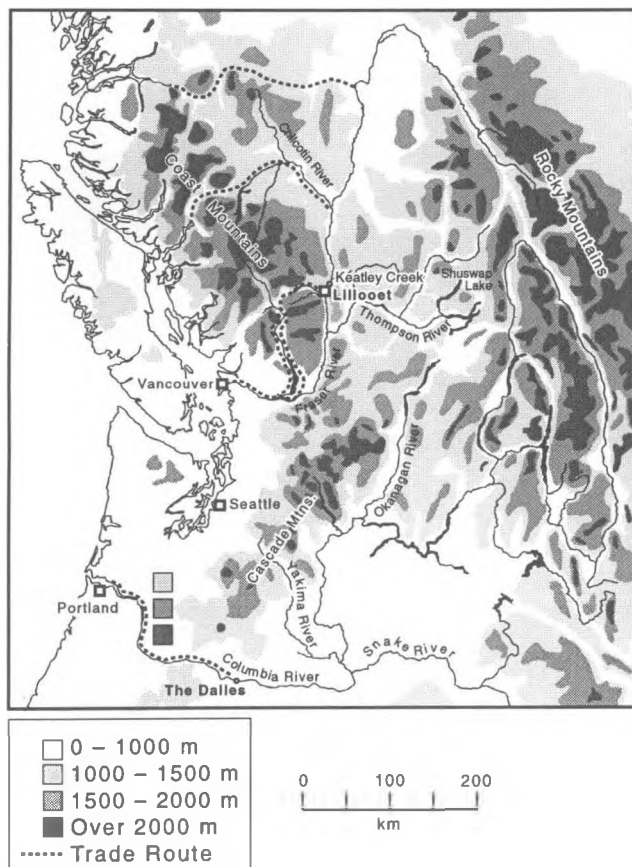 Chilcotin River
Coast Mountains
Rocky Mountains
Keatley Creek
Lillooet
Shuswap
Lake
Thompson River
Vancouver
Fraser River
Okanagan River
Seattle
Cascade Mtns.
Yakima River
Portland
Snake River
Columbia River
The Dalles
0 – 1000 m
1000 – 1500 m
1500 – 2000 m
Over 2000 m
Trade Route
0 100 200
km